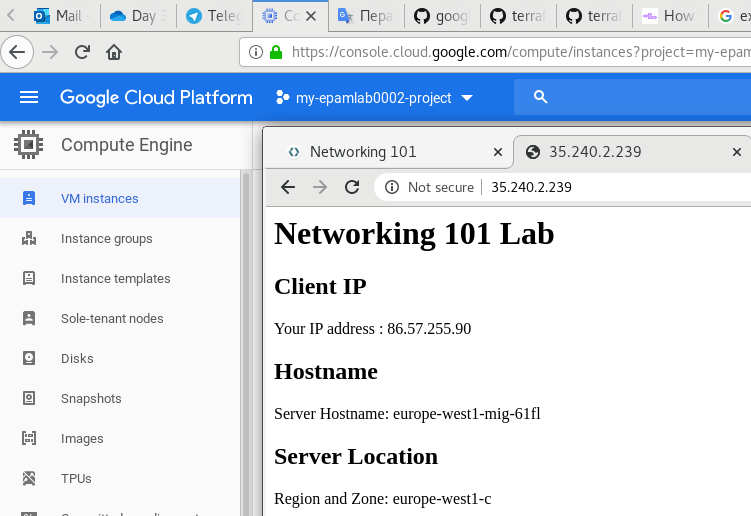 Mail -
Day 3
Teleg
Co
Пера
goog
terraf
terraf
How
ex
https://console.cloud.google.com/compute/instances?project=my-epam
Google Cloud Platform
my-epamlab0002-project
Compute Engine
VM instances
Instance groups
Instance templates
Sole-tenant nodes
Disks
Snapshots
Images
TPUs
Networking 101
35.240.2.239
Not secure
35.240.2.239
Networking 101 Lab
Client IP
Your IP address : 86.57.255.90
Hostname
Server Hostname: europe-west1-mig-61fl
Server Location
Region and Zone: europe-west1-c